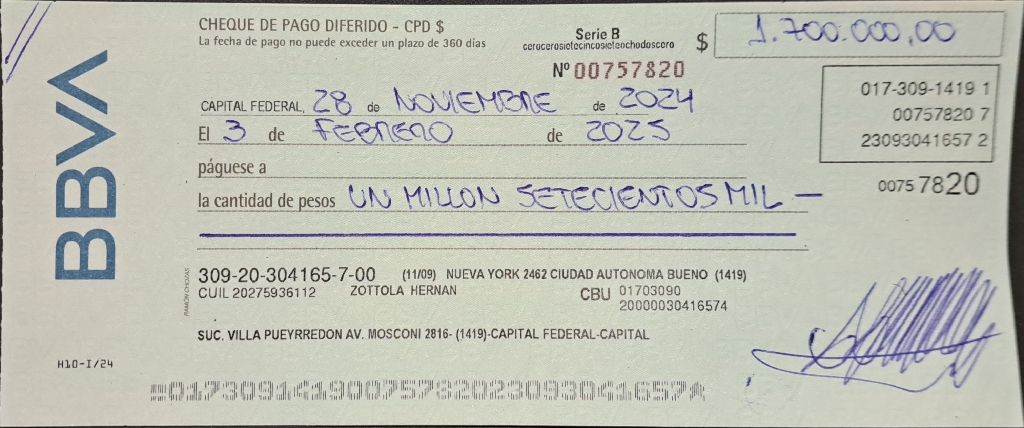 BBVA
CHEQUE DE PAGO DIFERIDO - CPD $
La fecha de pago no puede exceder un plazo de 360 días
Serie B
cerocerosietecincosieteochodoscero
Nº 00757820
$ 1.700.000,00
017-309-1419 1
00757820 7
23093041657 2
0075 7820
CAPITAL FEDERAL, 28 de NOVIEMBRE de 2024
El 3 de FEBRERO de 2025
páguese a
la cantidad de pesos UN MILLON SETECIENTOS MIL —
RAMÓN CHOZAS
309-20-304165-7-00 (11/09) NUEVA YORK 2462 CIUDAD AUTONOMA BUENO (1419)
CUIL 20275936112 ZOTTOLA HERNAN CBU 01703090
20000030416574
SUC. VILLA PUEYRREDON AV. MOSCONI 2816- (1419)-CAPITAL FEDERAL-CAPITAL
H10-I/24
01730914190075782023093041657